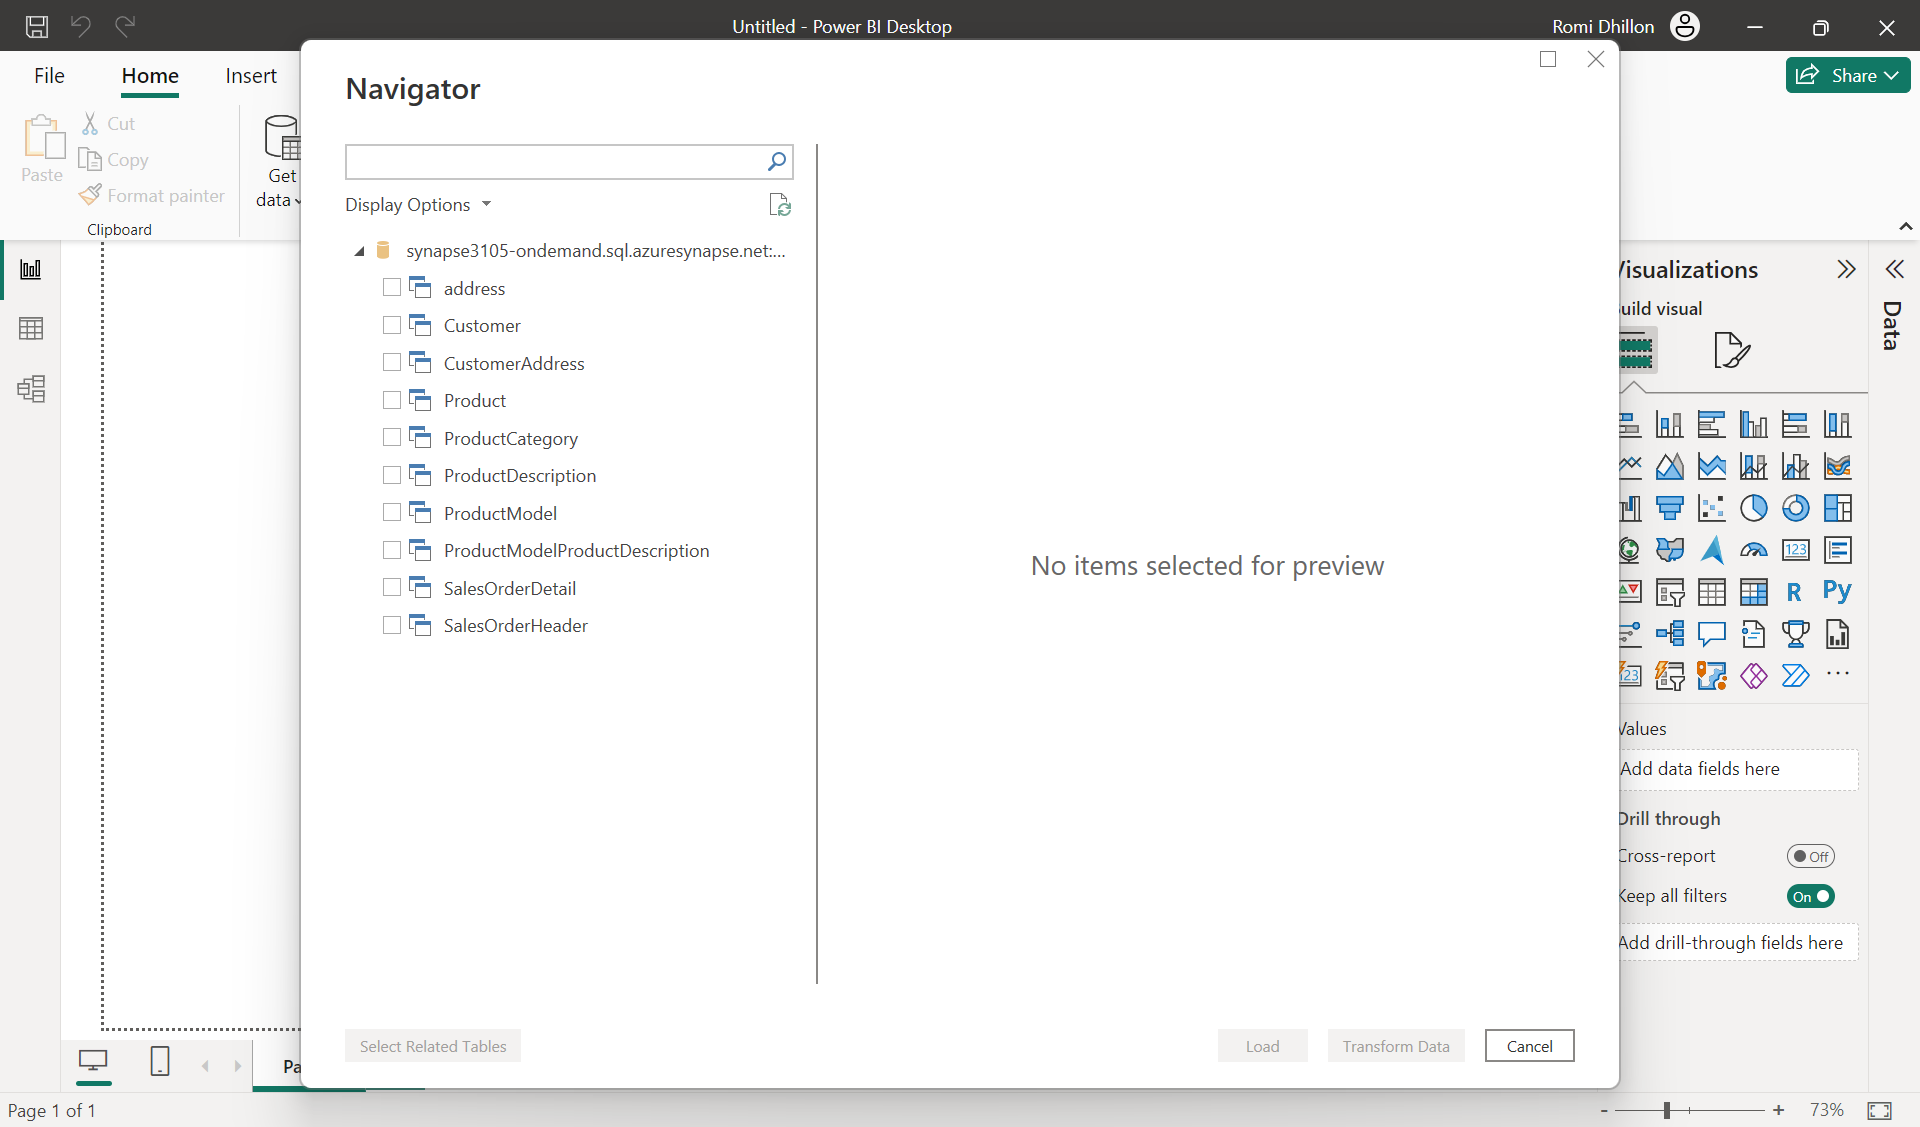 Untitled - Power BI Desktop
Romi Dhillon
File
Home
Insert
Share
Paste
Cut
Copy
Format painter
Clipboard
Get
data
Navigator
Display Options
synapse3105-ondemand.sql.azuresynapse.net:...
address
Customer
CustomerAddress
Product
ProductCategory
ProductDescription
ProductModel
ProductModelProductDescription
SalesOrderDetail
SalesOrderHeader
No items selected for preview
Select Related Tables
Load
Transform Data
Cancel
isualizations
uild visual
Data
123
R
Py
123
...
Values
Add data fields here
Drill through
Cross-report
Off
Keep all filters
On
Add drill-through fields here
Pa
Page 1 of 1
- + 73%